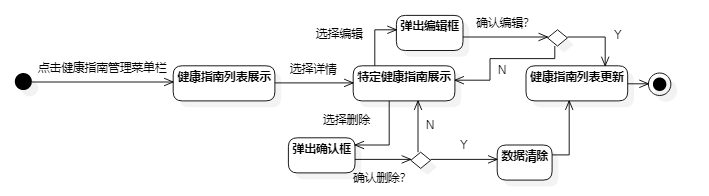 选择编辑
弹出编辑框
确认编辑?
Y
点击健康指南管理菜单栏
健康指南列表展示
选择详情
特定健康指南展示
N
健康指南列表更新
选择删除
N
弹出确认框
确认删除?
Y
数据清除